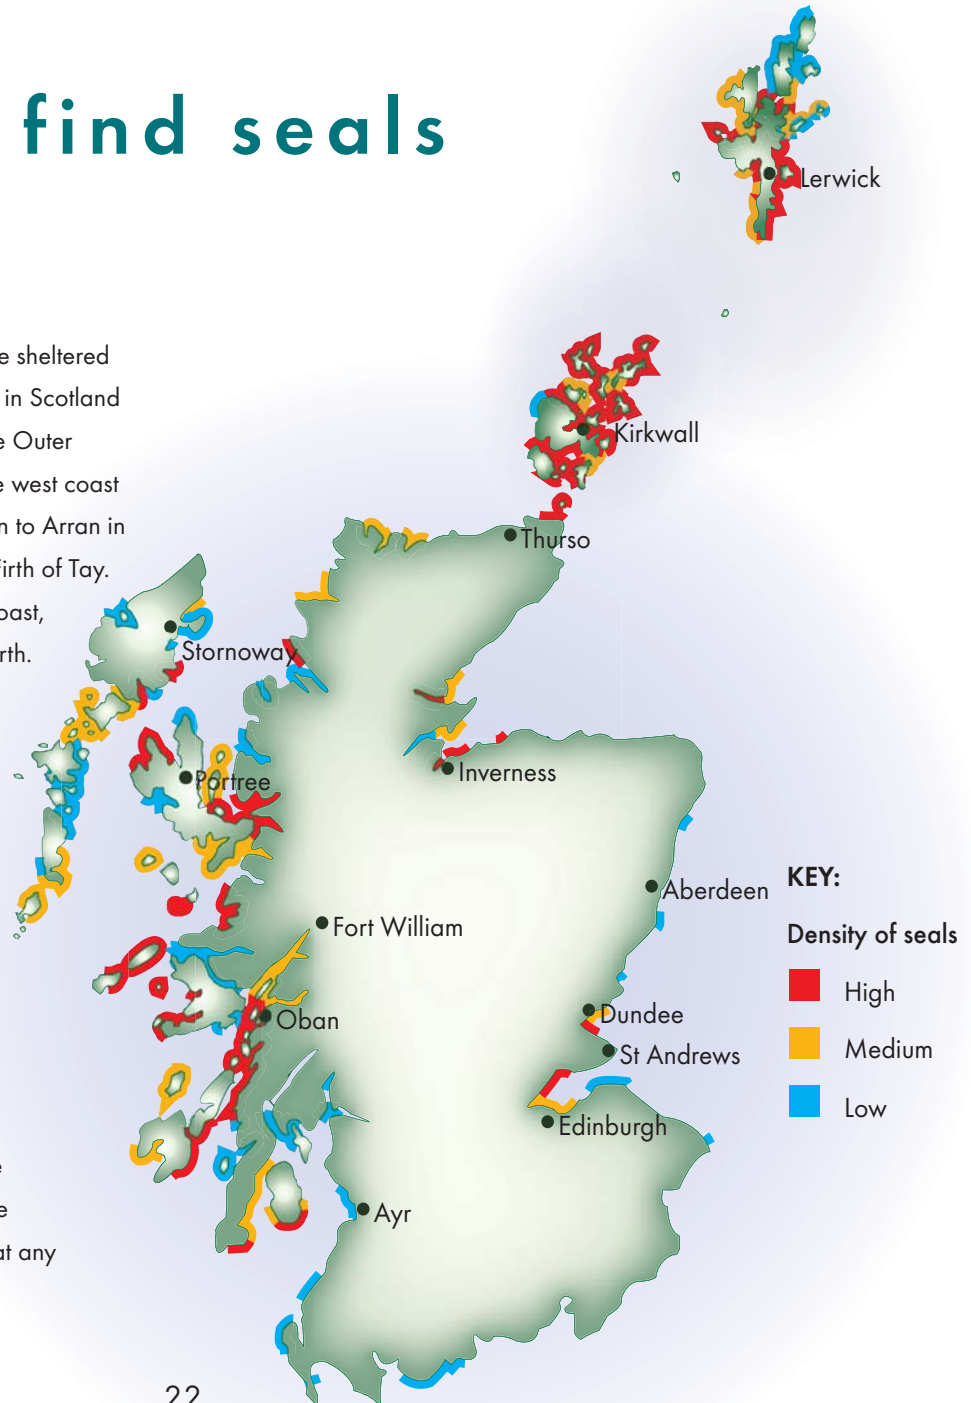 find seals
e sheltered
in Scotland
e Outer
e west coast
n to Arran in
Firth of Tay.
oast,
rth.
e
e
at any
Lerwick
Kirkwall
Thurso
Stornoway
Portree
Inverness
Aberdeen
Fort William
Dundee
Oban
St Andrews
Edinburgh
Ayr
KEY:
Density of seals
High
Medium
Low
22